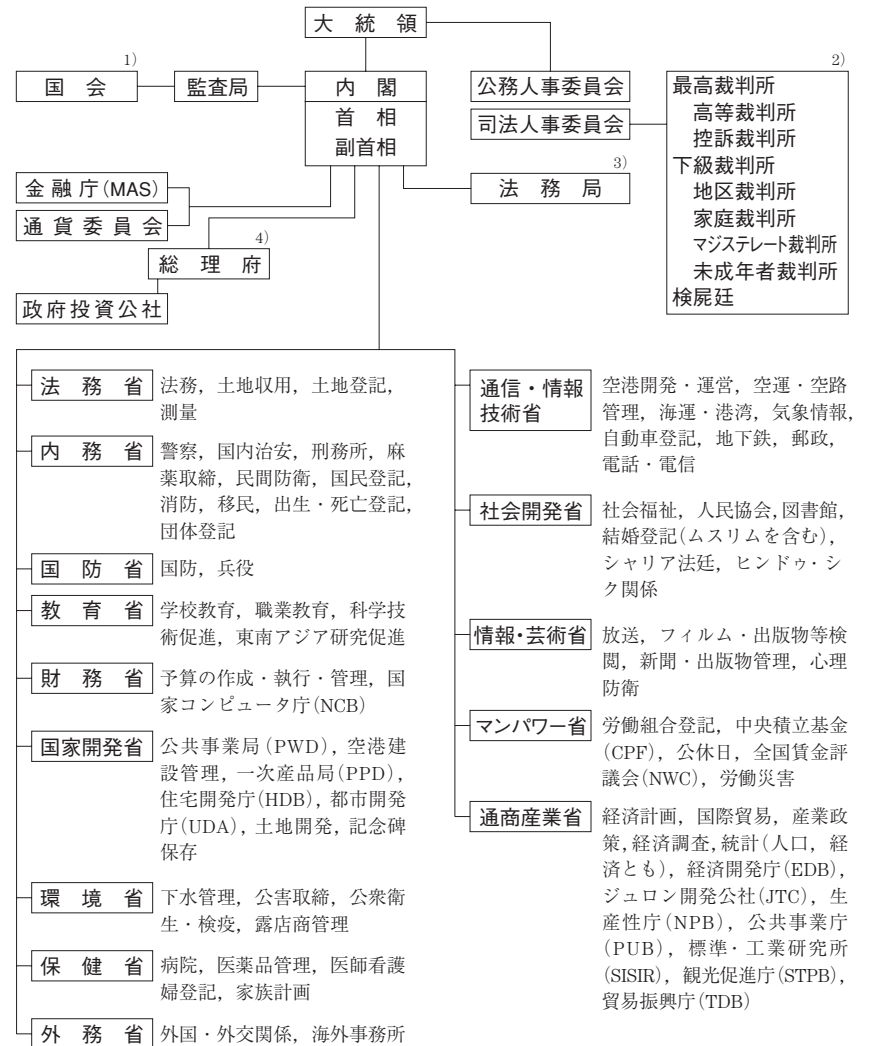 大統領
1)
国会
監査局
内閣
首相
副首相
公務人事委員会
司法人事委員会
2)
最高裁判所
高等裁判所
控訴裁判所
下級裁判所
地区裁判所
家庭裁判所
マジステレート裁判所
未成年者裁判所
検屍廷
3)
法務局
金融庁(MAS)
通貨委員会
4)
総理府
政府投資公社
法務省
法務，土地収用，土地登記，
測量
内務省
警察，国内治安，刑務所，麻
薬取締，民間防衛，国民登記，
消防，移民，出生・死亡登記，
団体登記
国防省
国防，兵役
教育省
学校教育，職業教育，科学技
術促進，東南アジア研究促進
財務省
予算の作成・執行・管理，国
家コンピュータ庁(NCB)
国家開発省
公共事業局(PWD)，空港建
設管理，一次産品局(PPD)，
住宅開発庁(HDB)，都市開発
庁(UDA)，土地開発，記念碑
保存
環境省
下水管理，公害取締，公衆衛
生・検疫，露店商管理
保健省
病院，医薬品管理，医師看護
婦登記，家族計画
外務省
外国・外交関係，海外事務所
通信・情報
技術省
空港開発・運営，空運・空路
管理，海運・港湾，気象情報，
自動車登記，地下鉄，郵政，
電話・電信
社会開発省
社会福祉，人民協会，図書館，
結婚登記(ムスリムを含む)，
シャリア法廷，ヒンドゥ・シ
ク関係
情報・芸術省
放送，フィルム・出版物等検
閲，新聞・出版物管理，心理
防衛
マンパワー省
労働組合登記，中央積立基金
(CPF)，公休日，全国賃金評
議会(NWC)，労働災害
通商産業省
経済計画，国際貿易，産業政
策，経済調査，統計(人口，経
済とも)，経済開発庁(EDB)，
ジュロン開発公社(JTC)，生
産性庁(NPB)，公共事業庁
(PUB)，標準・工業研究所
(SISIR)，観光促進庁(STPB)，
貿易振興庁(TDB)